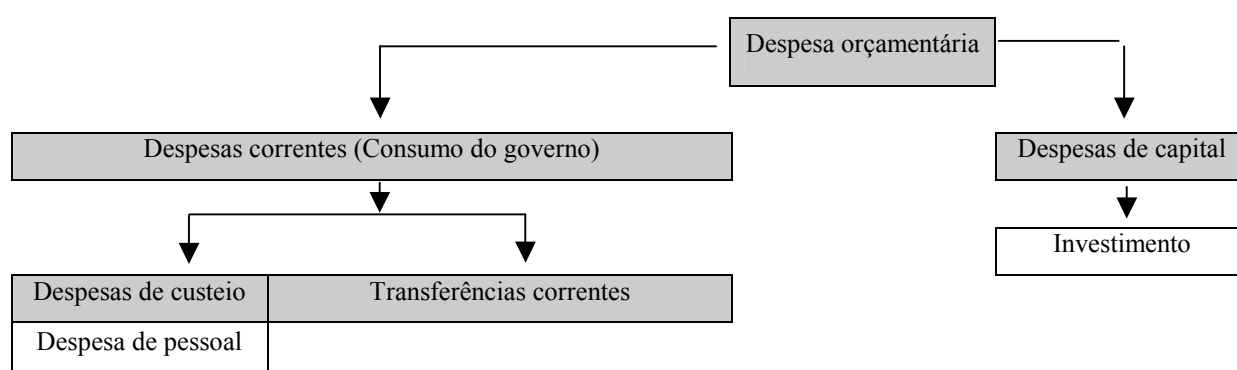 Despesa orçamentária
Despesas correntes (Consumo do governo)
Despesas de capital
Investimento
Despesas de custeio
Transferências correntes
Despesa de pessoal